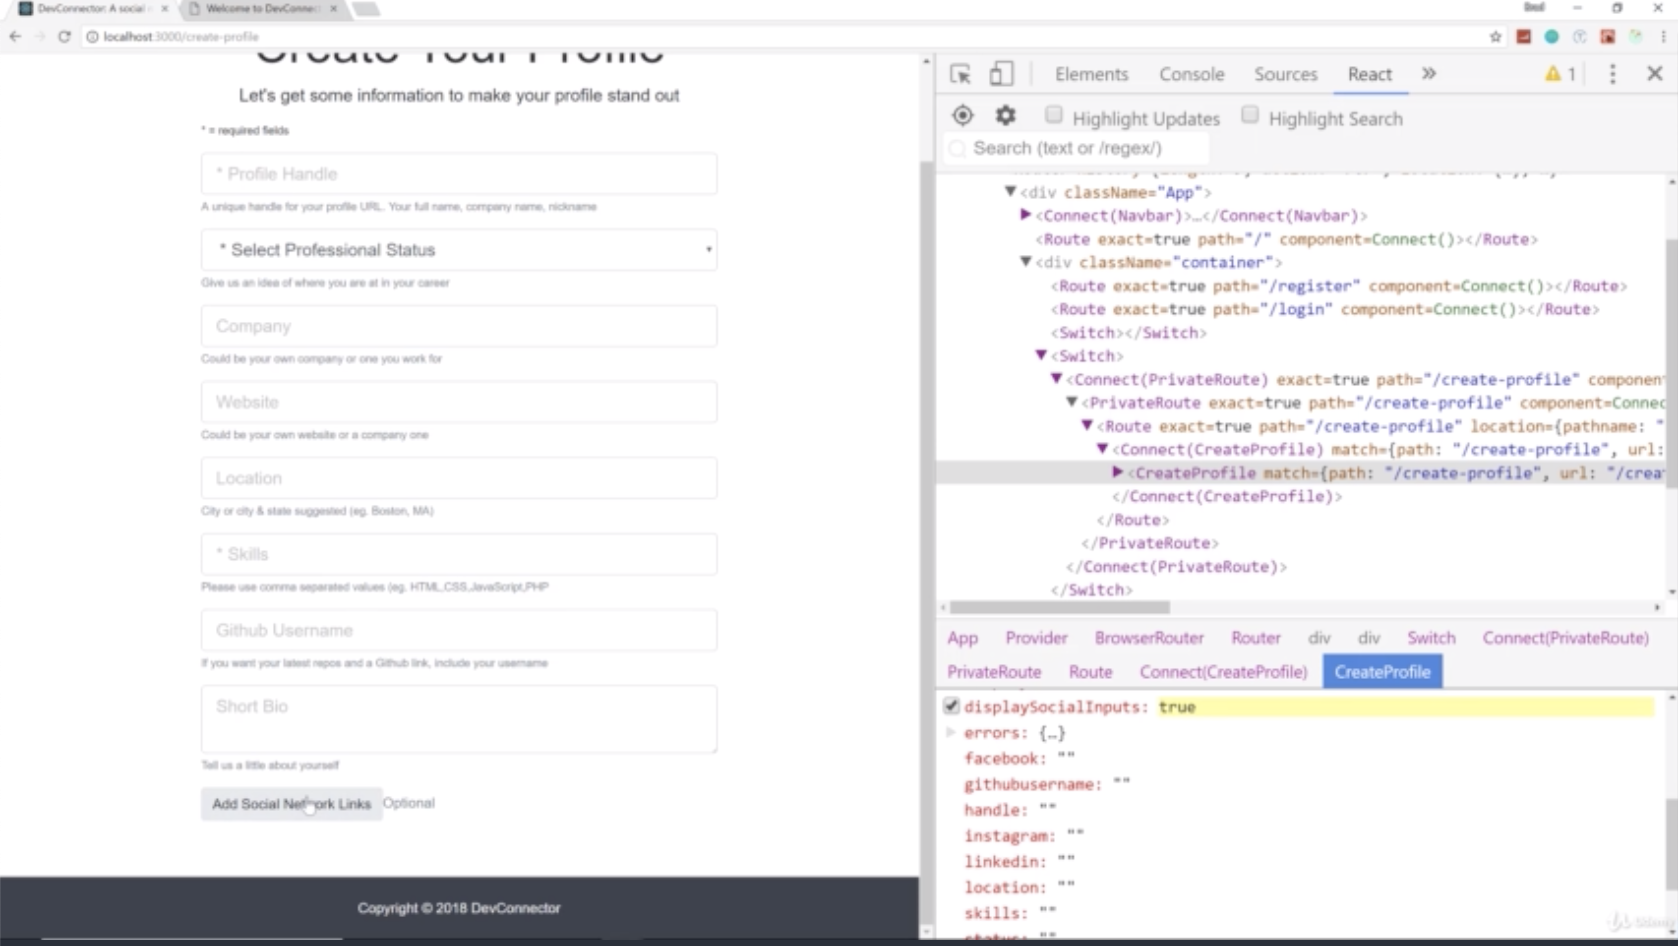 DevConnector: A social
Welcome to DevConnec
localhost:3000/create-profile
Create Your Profile
Let's get some information to make your profile stand out
* = required fields
* Profile Handle
A unique handle for your profile URL. Your full name, company name, nickname
* Select Professional Status
Give us an idea of where you are at in your career
Company
Could be your own company or one you work for
Website
Could be your own website or a company one
Location
City or city & state suggested (eg. Boston, MA)
* Skills
Please use comma separated values (eg. HTML,CSS,JavaScript,PHP
Github Username
If you want your latest repos and a Github link, include your username
Short Bio
Tell us a little about yourself
Add Social Network Links Optional
Copyright © 2018 DevConnector
Elements Console Sources React » 1
Highlight Updates Highlight Search
Search (text or /regex/)
<div className="App">
<Connect(Navbar)>…</Connect(Navbar)>
<Route exact=true path="/" component=Connect()></Route>
<div className="container">
<Route exact=true path="/register" component=Connect()></Route>
<Route exact=true path="/login" component=Connect()></Route>
<Switch></Switch>
<Switch>
<Connect(PrivateRoute) exact=true path="/create-profile" component
<PrivateRoute exact=true path="/create-profile" component=Connec
<Route exact=true path="/create-profile" location={pathname: "
<Connect(CreateProfile) match={path: "/create-profile", url:
<CreateProfile match={path: "/create-profile", url: "/crea
</Connect(CreateProfile)>
</Route>
</PrivateRoute>
</Connect(PrivateRoute)>
</Switch>
App Provider BrowserRouter Router div div Switch Connect(PrivateRoute)
PrivateRoute Route Connect(CreateProfile) CreateProfile
displaySocialInputs: true
errors: {…}
facebook: ""
githubusername: ""
handle: ""
instagram: ""
linkedin: ""
location: ""
skills: ""
status: ""
Udemy